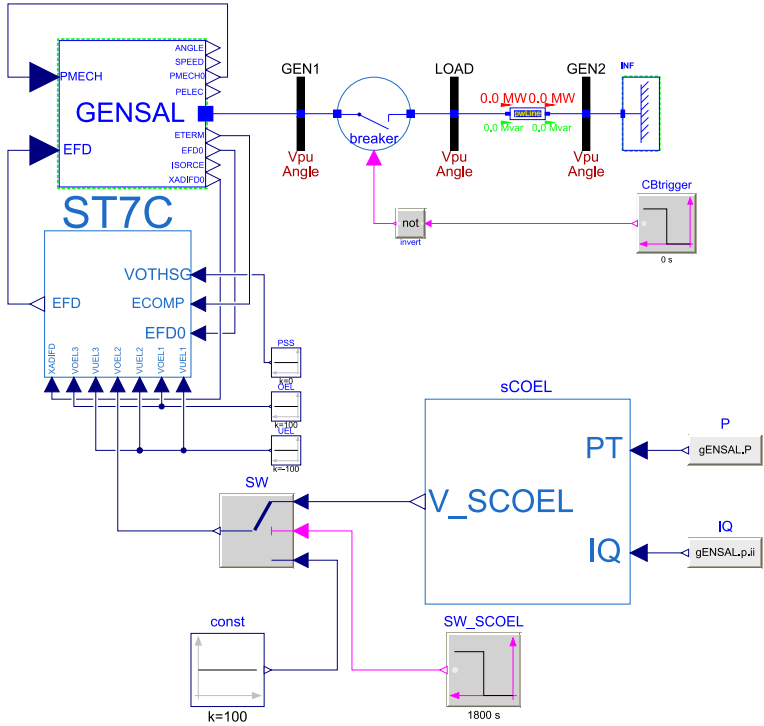 ANGLE
SPEED
PMECH
PMECH0
PELEC
GENSAL
ETERM
EFD
EFD0
ISORCE
XADIFD0
GEN1
LOAD
GEN2
INF
0.0 MW 0.0 MW
pwLine
0.0 Mvar 0.0 Mvar
breaker
Vpu
Angle
Vpu
Angle
CBtrigger
0 s
not
invert
ST7C
VOTHSG
EFD
ECOMP
EFD0
XADIFD
VOEL3
VUEL3
VOEL2
VUEL2
VOEL1
VUEL1
PSS
k=0
OEL
k=100
UEL
k=-100
sCOEL
PT
V_SCOEL
IQ
P
gENSAL.P
IQ
gENSAL.p.ii
SW
const
k=100
SW_SCOEL
1800 s